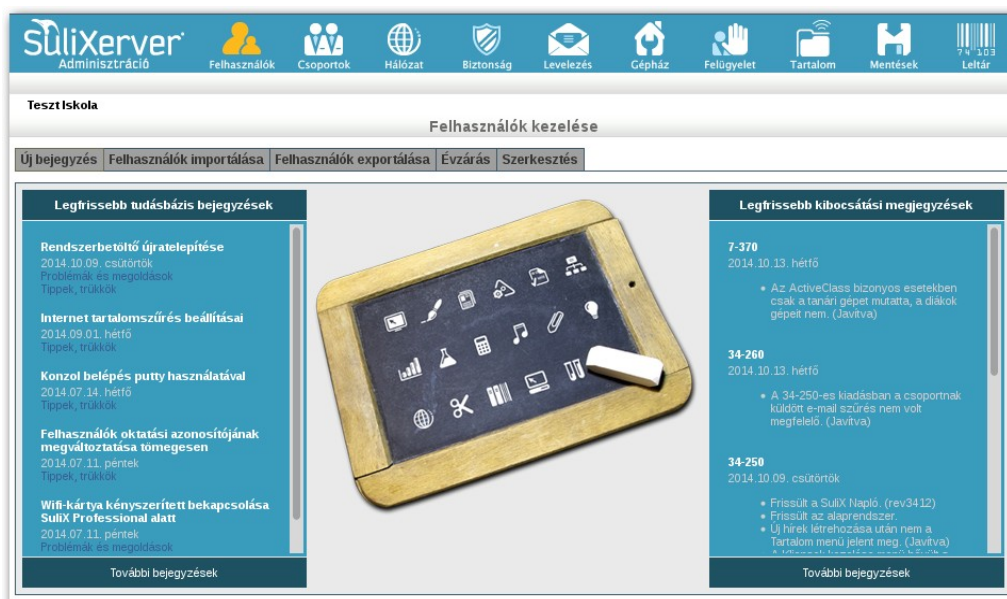 SuliXerver
Adminisztráció
Felhasználók
Csoportok
Hálózat
Biztonság
Levelezés
Gépház
Felügyelet
Tartalom
Mentések
74 103
Leltár
Teszt Iskola
Felhasználók kezelése
Új bejegyzés
Felhasználók importálása
Felhasználók exportálása
Évzárás
Szerkesztés
Legfrissebb tudásbázis bejegyzések
Rendszerbetöltő újratelepítése
2014.10.09. csütörtök
Problémák és megoldások
Tippek, trükkök
Internet tartalomszűrés beállításai
2014.09.01. hétfő
Tippek, trükkök
Konzol belépés putty használatával
2014.07.14. hétfő
Tippek, trükkök
Felhasználók oktatási azonosítójának
megváltoztatása tömegesen
2014.07.11. péntek
Tippek, trükkök
Wifi-kártya kényszerített bekapcsolása
SuliX Professional alatt
2014.07.11. péntek
Problémák és megoldások
További bejegyzések
Legfrissebb kibocsátási megjegyzések
7-370
2014.10.13. hétfő
Az ActiveClass bizonyos esetekben
csak a tanári gépet mutatta, a diákok
gépeit nem. (Javítva)
34-260
2014.10.13. hétfő
A 34-250-es kiadásban a csoportnak
küldött e-mail szűrés nem volt
megfelelő. (Javítva)
34-250
2014.10.09. csütörtök
Frissült a SuliX Napló. (rev3412)
Frissült az alaprendszer.
Új hírek létrehozása után nem a
Tartalom menü jelent meg. (Javítva)
További bejegyzések